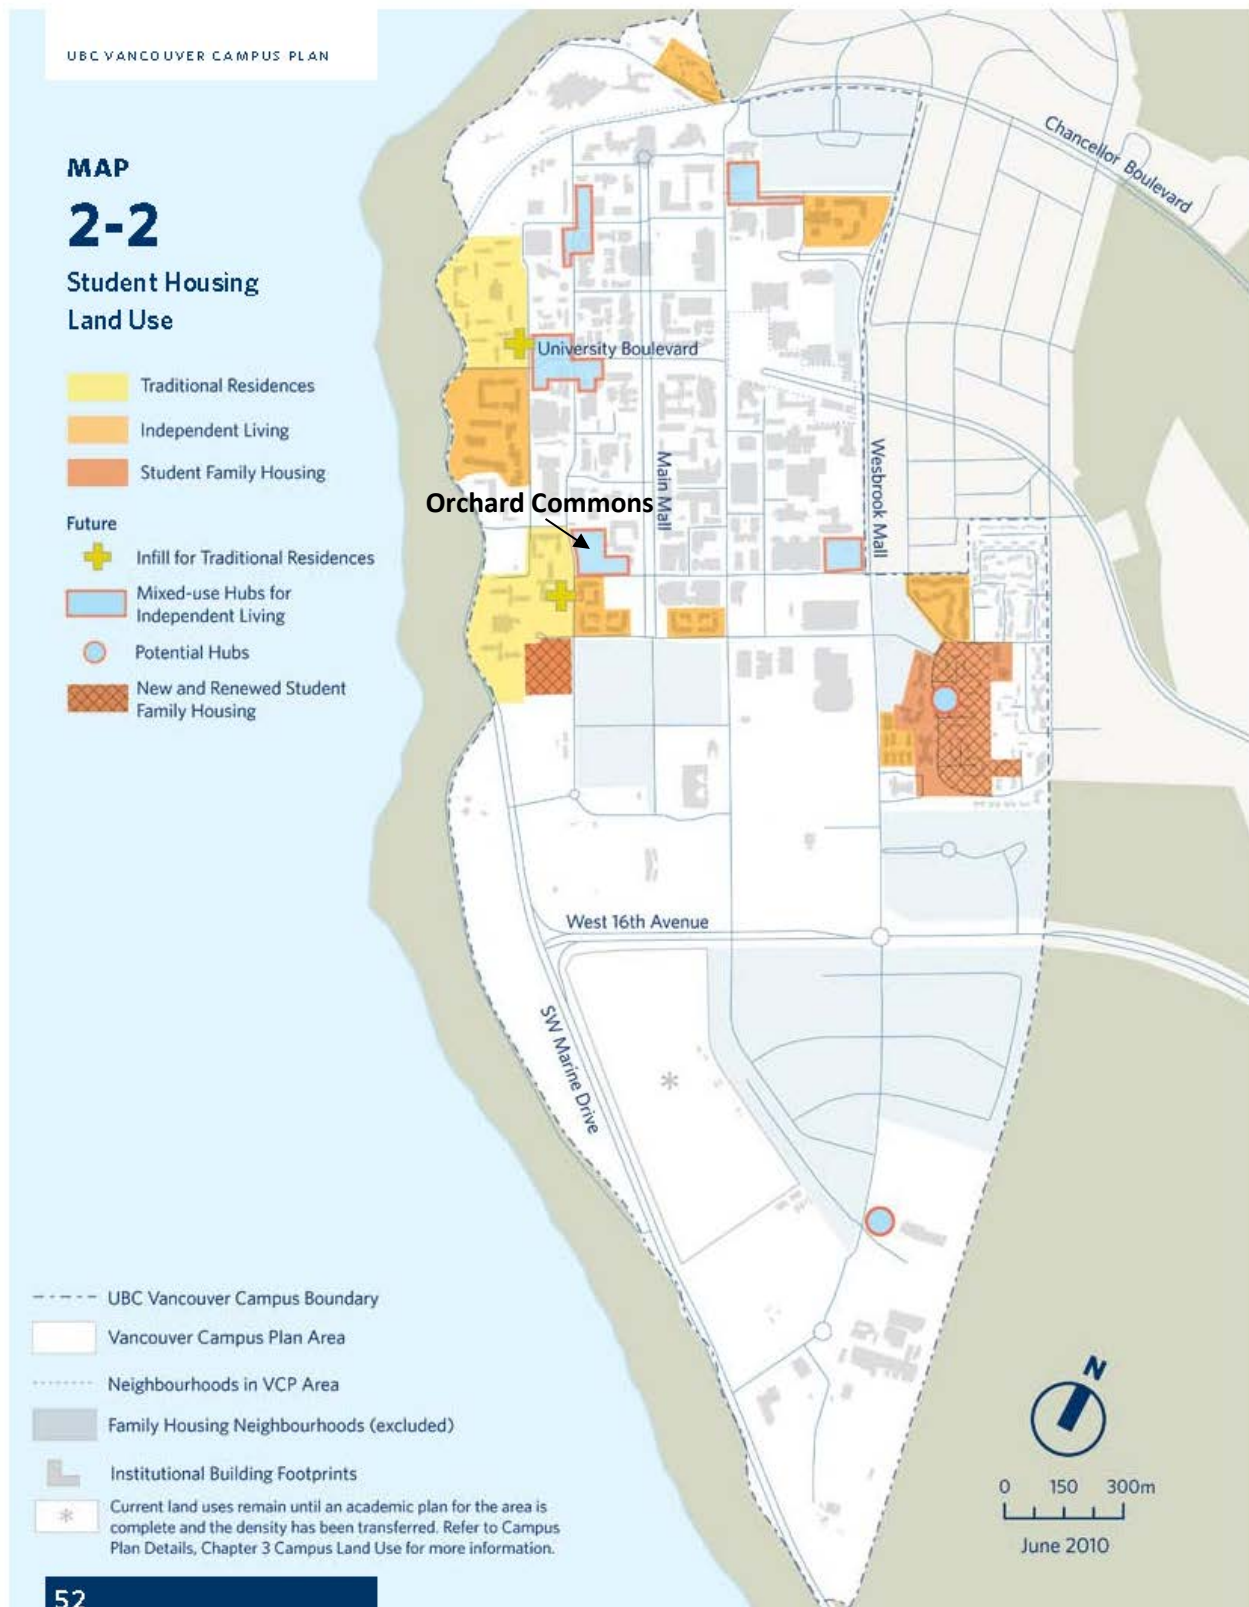 UBC VANCOUVER CAMPUS PLAN
MAP
2-2
Student Housing
Land Use
Traditional Residences
Independent Living
Student Family Housing
Future
Infill for Traditional Residences
Mixed-use Hubs for
Independent Living
Potential Hubs
New and Renewed Student
Family Housing
Chancellor Boulevard
University Boulevard
Main Mall
Wesbrook Mall
Orchard Commons
West 16th Avenue
SW Marine Drive
*
UBC Vancouver Campus Boundary
Vancouver Campus Plan Area
Neighbourhoods in VCP Area
Family Housing Neighbourhoods (excluded)
Institutional Building Footprints
* Current land uses remain until an academic plan for the area is
complete and the density has been transferred. Refer to Campus
Plan Details, Chapter 3 Campus Land Use for more information.
N
0 150 300m
June 2010
52